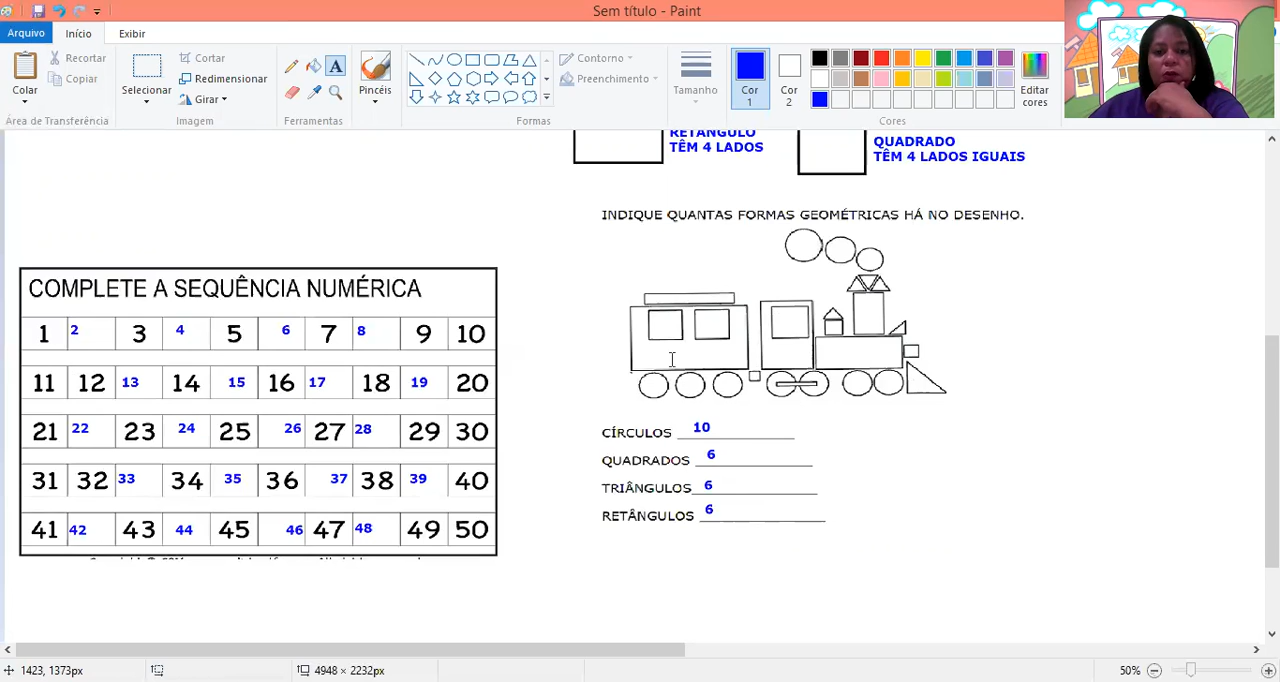 Sem título - Paint
Arquivo Início Exibir
Colar
Recortar
Copiar
Área de Transferência
Selecionar
Cortar
Redimensionar
Girar
Imagem
A
Ferramentas
Pincéis
Contorno
Preenchimento
Formas
Tamanho
Cor 1
Cor 2
Editar cores
Cores
RETÂNGULO
TÊM 4 LADOS
QUADRADO
TÊM 4 LADOS IGUAIS
INDIQUE QUANTAS FORMAS GEOMÉTRICAS HÁ NO DESENHO.
COMPLETE A SEQUÊNCIA NUMÉRICA
1 2 3 4 5 6 7 8 9 10
11 12 13 14 15 16 17 18 19 20
21 22 23 24 25 26 27 28 29 30
31 32 33 34 35 36 37 38 39 40
41 42 43 44 45 46 47 48 49 50
CÍRCULOS 10
QUADRADOS 6
TRIÂNGULOS 6
RETÂNGULOS 6
1423, 1373px
4948 × 2232px
50%